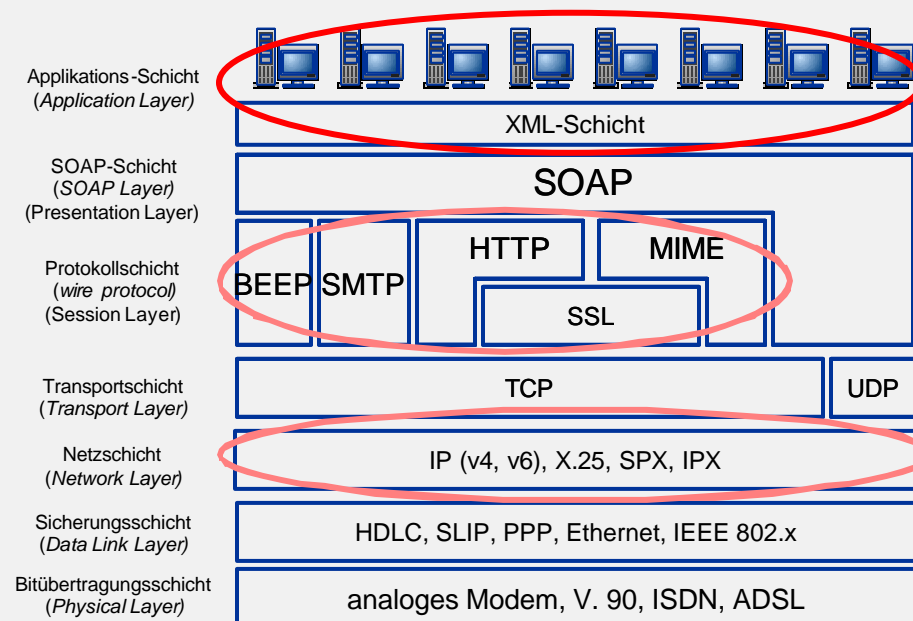 Applikations-Schicht
(Application Layer)
XML-Schicht
SOAP-Schicht
(SOAP Layer)
(Presentation Layer)
SOAP
Protokollschicht
(wire protocol)
(Session Layer)
BEEP
SMTP
HTTP
MIME
SSL
Transportschicht
(Transport Layer)
TCP
UDP
Netzschicht
(Network Layer)
IP (v4, v6), X.25, SPX, IPX
Sicherungsschicht
(Data Link Layer)
HDLC, SLIP, PPP, Ethernet, IEEE 802.x
Bitübertragungsschicht
(Physical Layer)
analoges Modem, V. 90, ISDN, ADSL